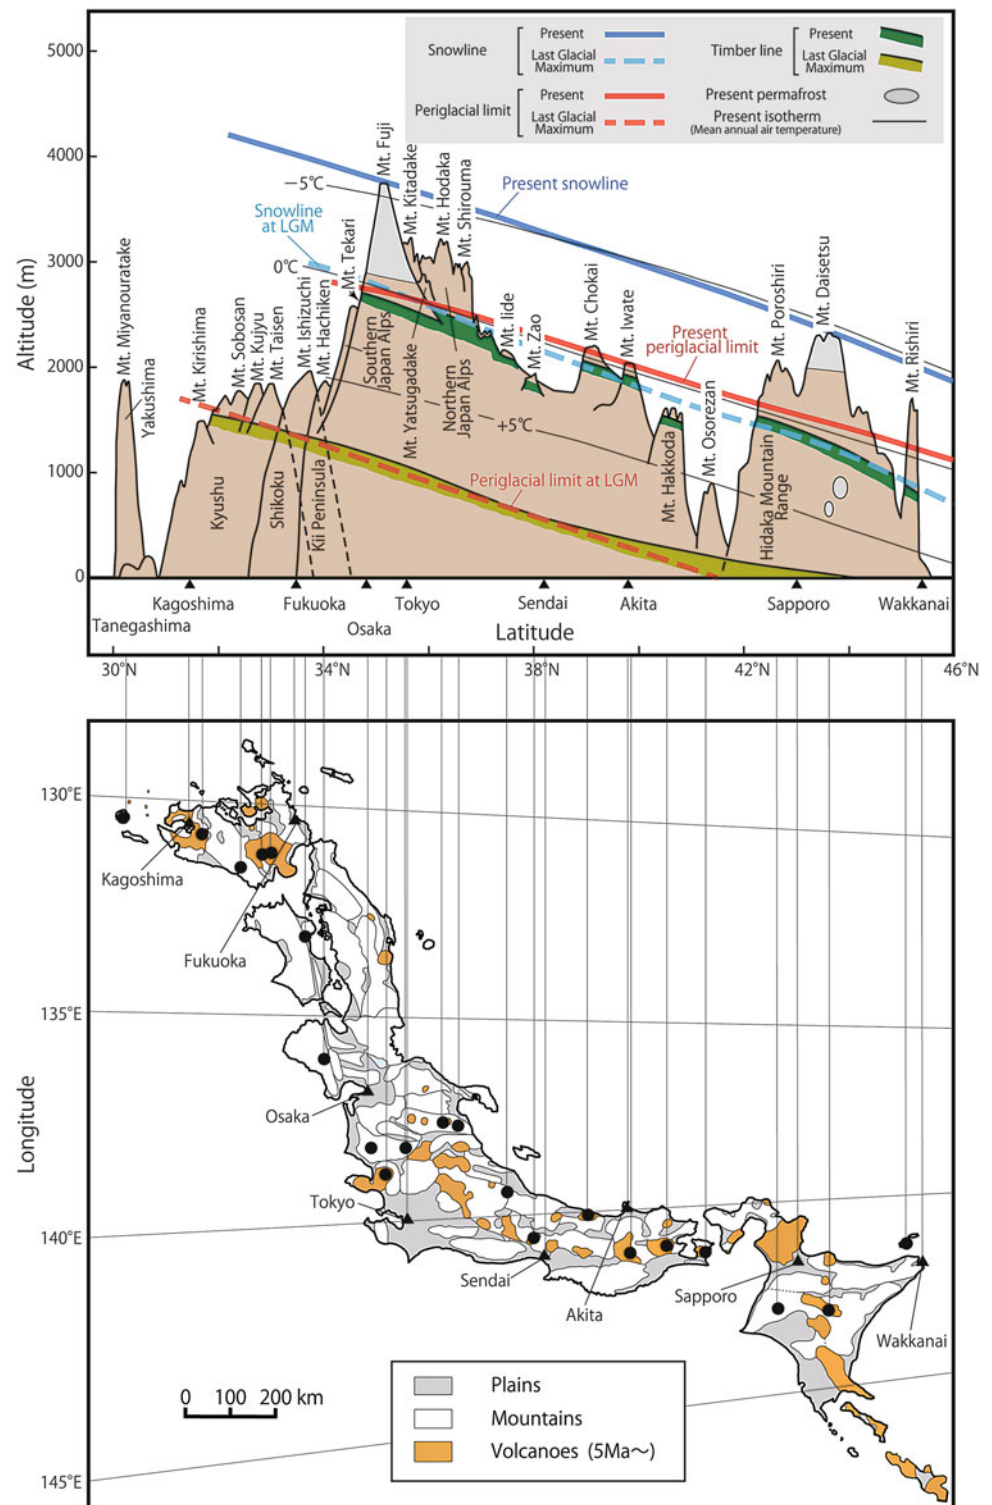 Snowline
Present
Last Glacial
Maximum
Timber line
Present
Last Glacial
Maximum
Periglacial limit
Present
Last Glacial
Maximum
Present permafrost
Present isotherm
(Mean annual air temperature)
Altitude (m)
5000
4000
3000
2000
1000
0
Mt. Miyanouratake
Yakushima
Mt. Kirishima
Mt. Sobosan
Mt. Kujyu
Mt. Taisen
Mt. Ishizuchi
Mt. Hachiken
Mt. Tekari
Mt. Fuji
Mt. Kitadake
Mt. Hodaka
Mt. Shirouma
Mt. Iide
Mt. Zao
Mt. Chokai
Mt. Iwate
Mt. Hakkoda
Mt. Osorezan
Mt. Poroshiri
Mt. Daisetsu
Mt. Rishiri
−5℃
0℃
+5℃
Snowline
at LGM
Present snowline
Present
periglacial limit
Periglacial limit at LGM
Kyushu
Shikoku
Kii Peninsula
Southern
Japan Alps
Mt. Yatsugadake
Northern
Japan Alps
Hidaka Mountain
Range
Kagoshima
Tanegashima
Fukuoka
Osaka
Tokyo
Sendai
Akita
Sapporo
Wakkanai
Latitude
30°N
34°N
38°N
42°N
46°N
Longitude
130°E
135°E
140°E
145°E
Kagoshima
Fukuoka
Osaka
Tokyo
Sendai
Akita
Sapporo
Wakkanai
0 100 200 km
Plains
Mountains
Volcanoes (5Ma～)